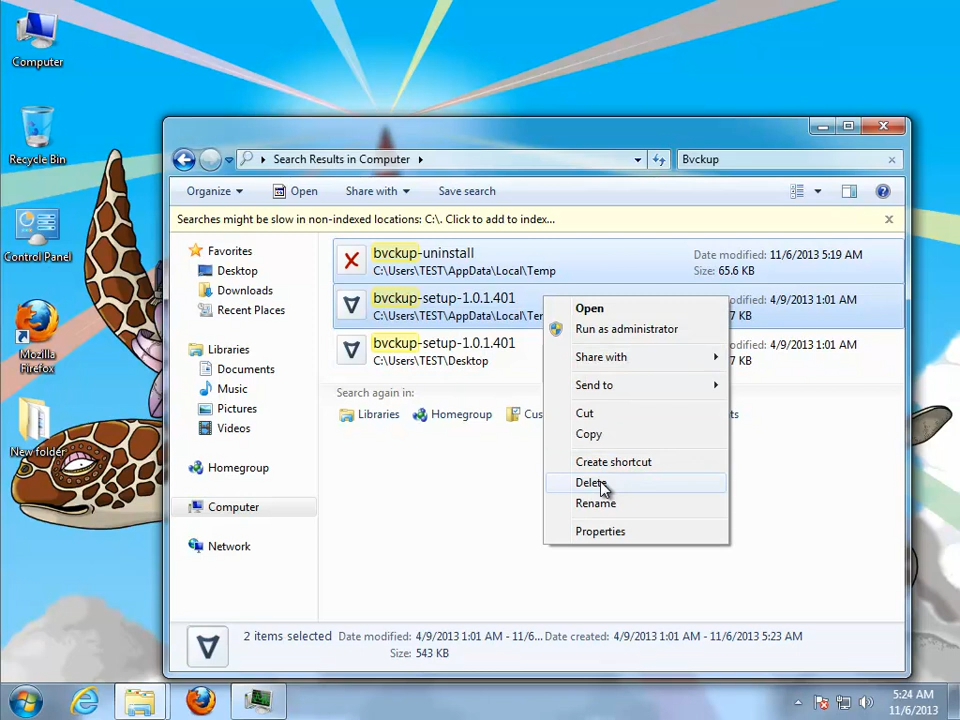 Computer
Recycle Bin
Control Panel
Mozilla
Firefox
New folder
Search Results in Computer
Bvckup
Organize
Open
Share with
Save search
Searches might be slow in non-indexed locations: C:\. Click to add to index...
Favorites
Desktop
Downloads
Recent Places
Libraries
Documents
Music
Pictures
Videos
Homegroup
Computer
Network
bvckup-uninstall
C:\Users\TEST\AppData\Local\Temp
Date modified: 11/6/2013 5:19 AM
Size: 65.6 KB
bvckup-setup-1.0.1.401
C:\Users\TEST\AppData\Local\Te
4/9/2013 1:01 AM
7 KB
bvckup-setup-1.0.1.401
C:\Users\TEST\Desktop
4/9/2013 1:01 AM
7 KB
Search again in:
Libraries
Homegroup
Cus
ts
Open
Run as administrator
Share with
Send to
Cut
Copy
Create shortcut
Delete
Rename
Properties
2 items selected
Date modified: 4/9/2013 1:01 AM - 11/6...
Date created: 4/9/2013 1:01 AM - 11/6/2013 5:23 AM
Size: 543 KB
5:24 AM
11/6/2013